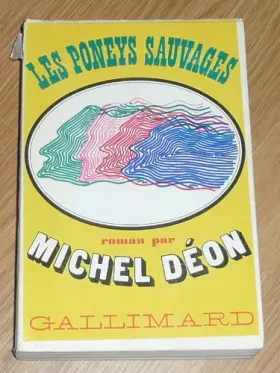 LES PONEYS SAUVAGES
roman par
MICHEL DÉON
GALLIMARD